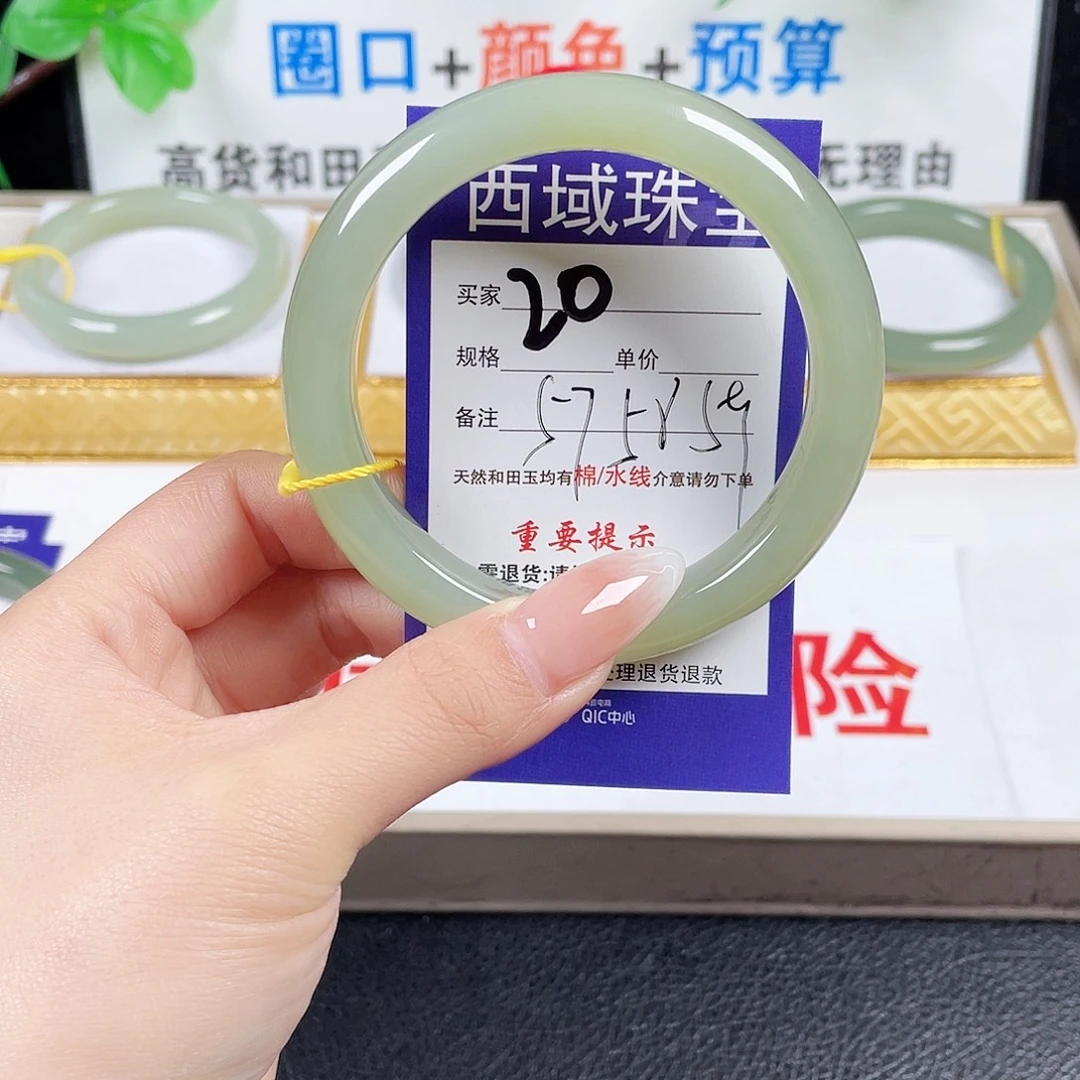 圈口+颜色+预算
高货和田 无理由
西域珠宝
买家 20
规格 单价
备注
天然和田玉均有棉/水线介意请勿下单
重要提示
需退货:请
理退货退款
QIC中心
险